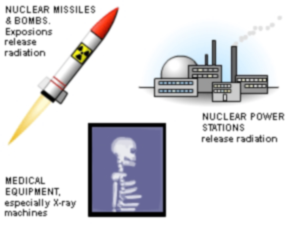 NUCLEAR MISSILES
& BOMBS.
Exposions
release
radiation
NUCLEAR POWER
STATIONS
release radiation
MEDICAL
EQUIPMENT,
especially X-ray
machines